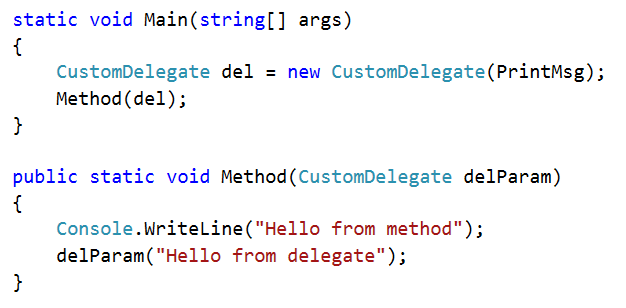 static void Main(string[] args)
{
    CustomDelegate del = new CustomDelegate(PrintMsg);
    Method(del);
}

public static void Method(CustomDelegate delParam)
{
    Console.WriteLine("Hello from method");
    delParam("Hello from delegate");
}